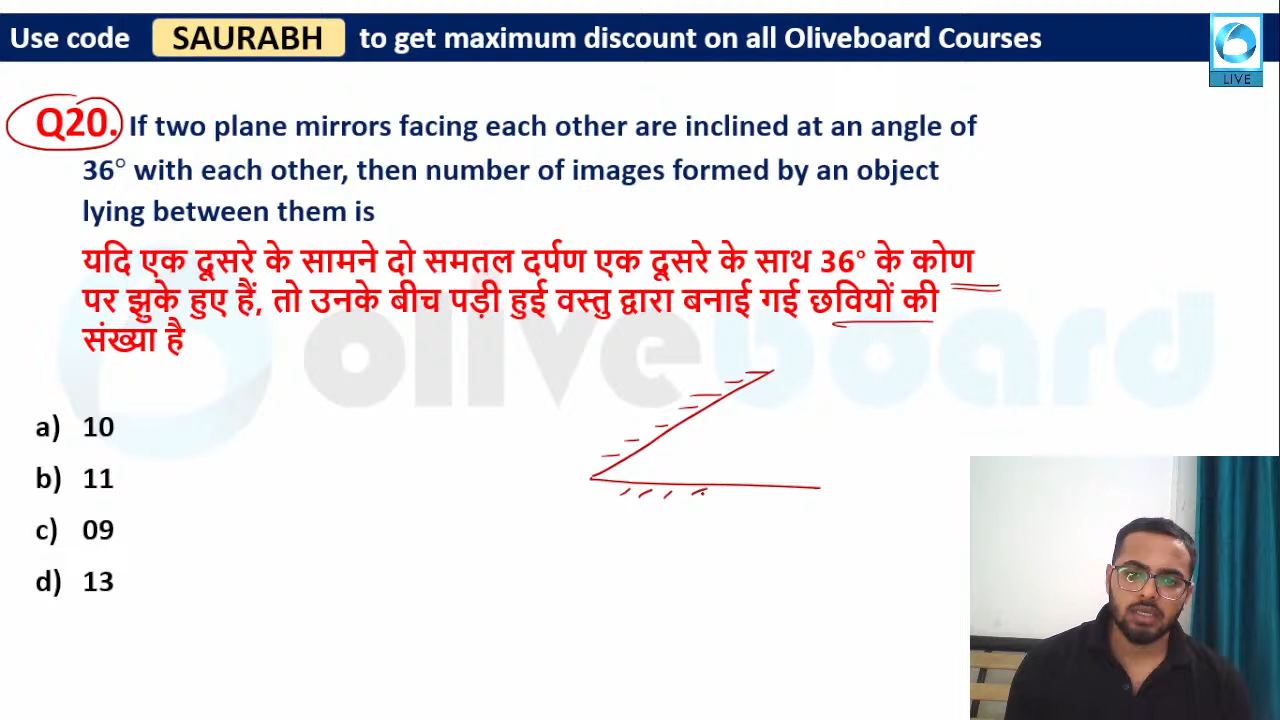 Use code SAURABH to get maximum discount on all Oliveboard Courses
LIVE
Q20. If two plane mirrors facing each other are inclined at an angle of
36° with each other, then number of images formed by an object
lying between them is
यदि एक दूसरे के सामने दो समतल दर्पण एक दूसरे के साथ 36° के कोण
पर झुके हुए हैं, तो उनके बीच पड़ी हुई वस्तु द्वारा बनाई गई छवियों की
संख्या है
oliveboard
a) 10
b) 11
c) 09
d) 13